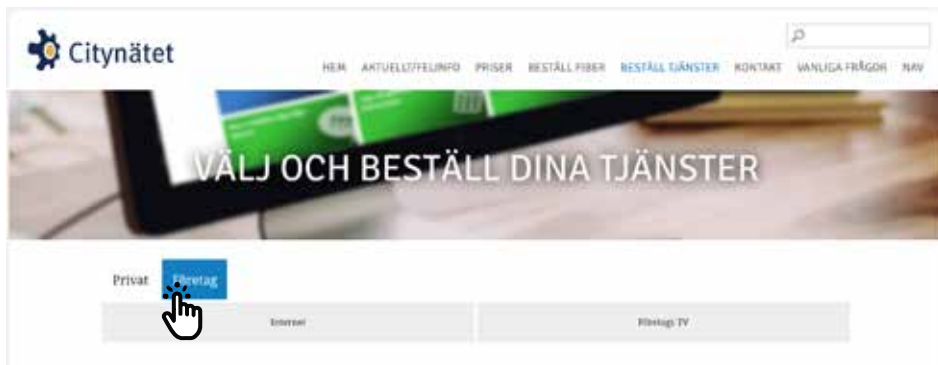 Citynätet
HEM AKTUELLT/FELINFO PRISER BESTÄLL FIBER BESTÄLL TJÄNSTER KONTAKT VANLIGA FRÅGOR NAV
VÄLJ OCH BESTÄLL DINA TJÄNSTER
Privat Företag
Internet Företags TV